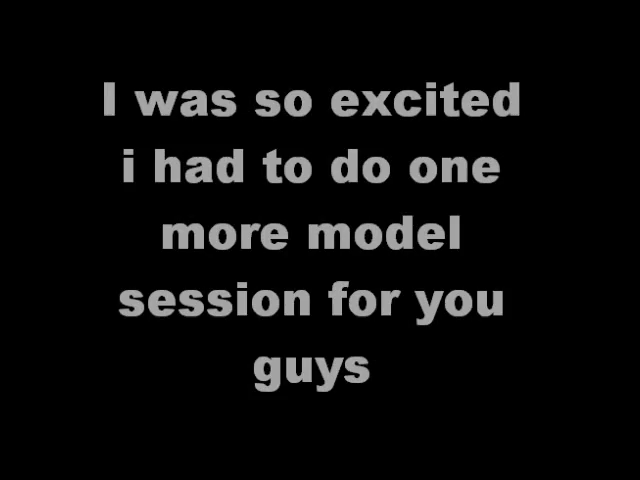 I was so excited
i had to do one
more model
session for you
guys